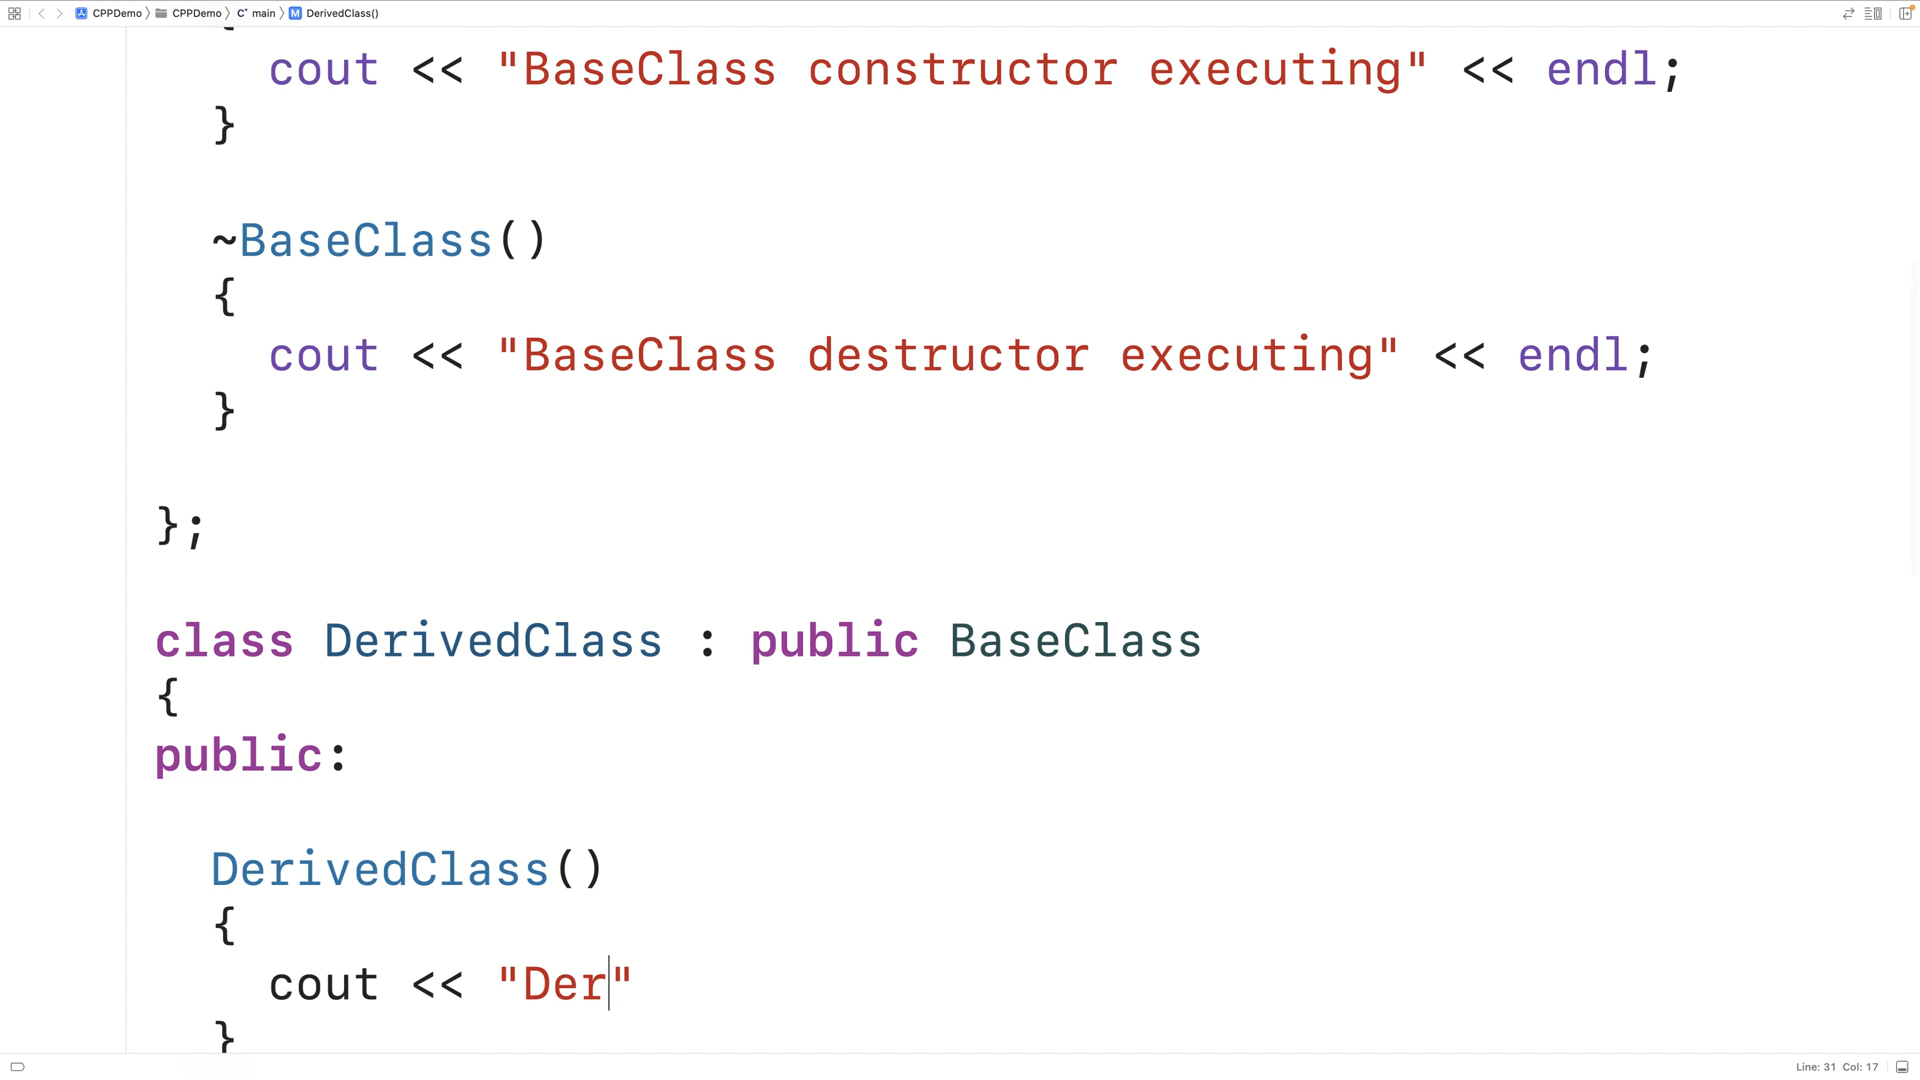 CPPDemo 〉 CPPDemo 〉 C+ main 〉 M DerivedClass()
{
cout << "BaseClass constructor executing" << endl;
}
~BaseClass()
{
cout << "BaseClass destructor executing" << endl;
}
};
class DerivedClass : public BaseClass
{
public:
DerivedClass()
{
cout << "Der"
}
Line: 31 Col: 17